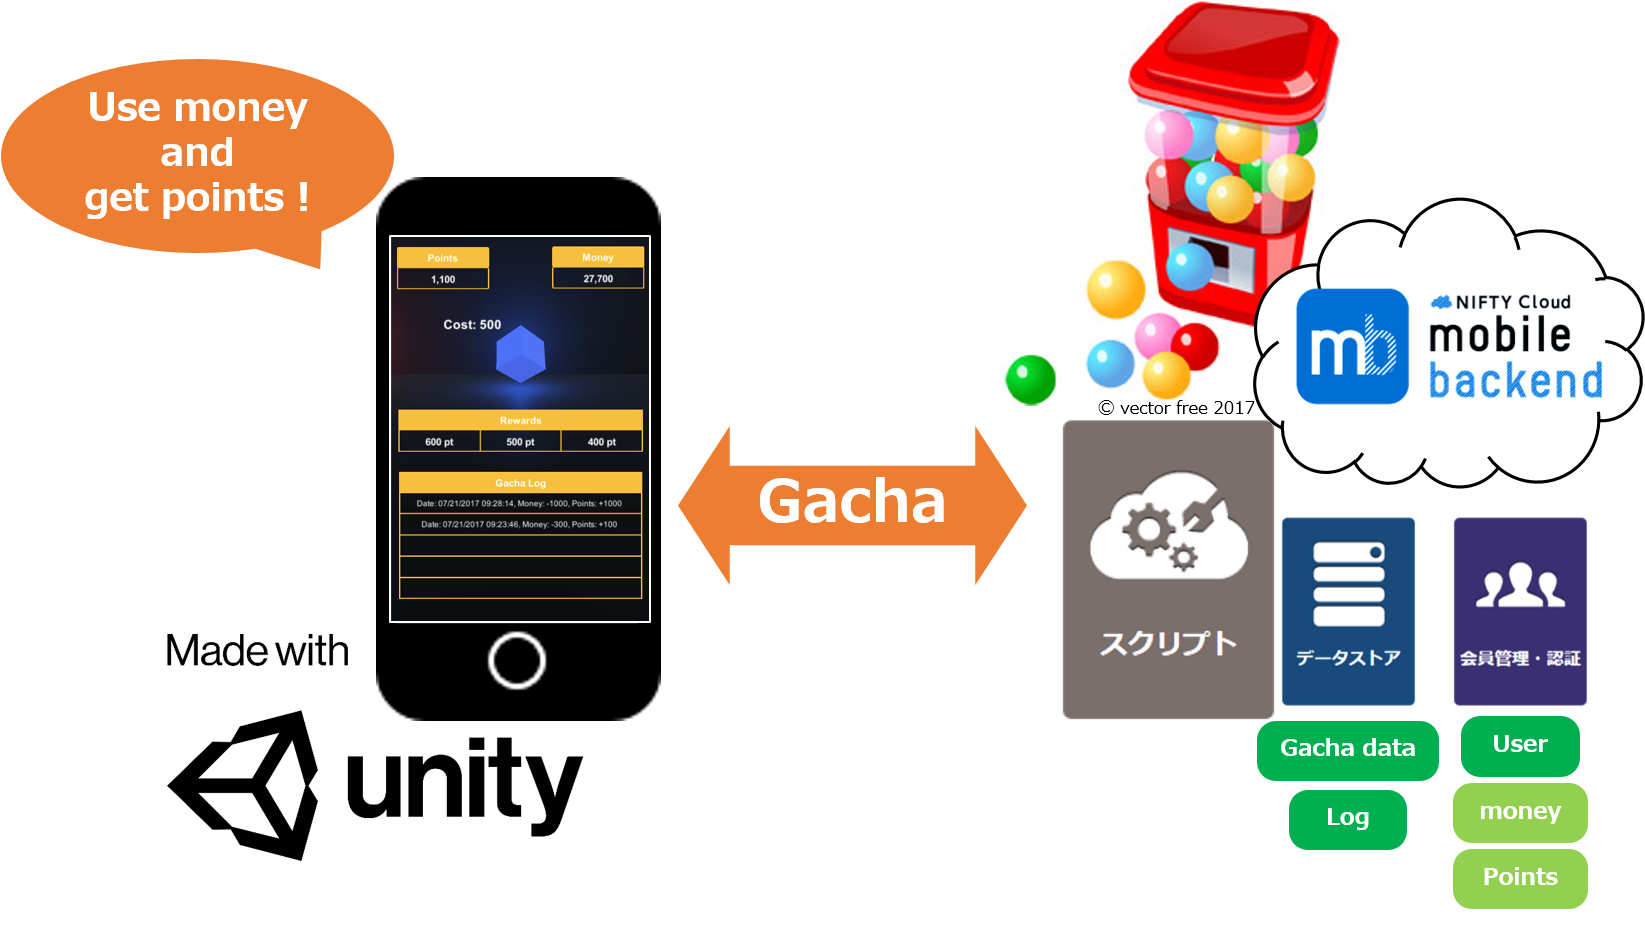 Use money
and
get points !
Points
Money
1,100
27,700
Cost: 500
Rewards
600 pt
500 pt
400 pt
Gacha Log
Date: 07/21/2017 09:28:14, Money: -1000, Points: +1000
Date: 07/21/2017 09:23:46, Money: -300, Points: +100
Made with
unity
Gacha
© vector free 2017
mb
NIFTY Cloud
mobile
backend
スクリプト
データストア
会員管理・認証
Gacha data
Log
User
money
Points